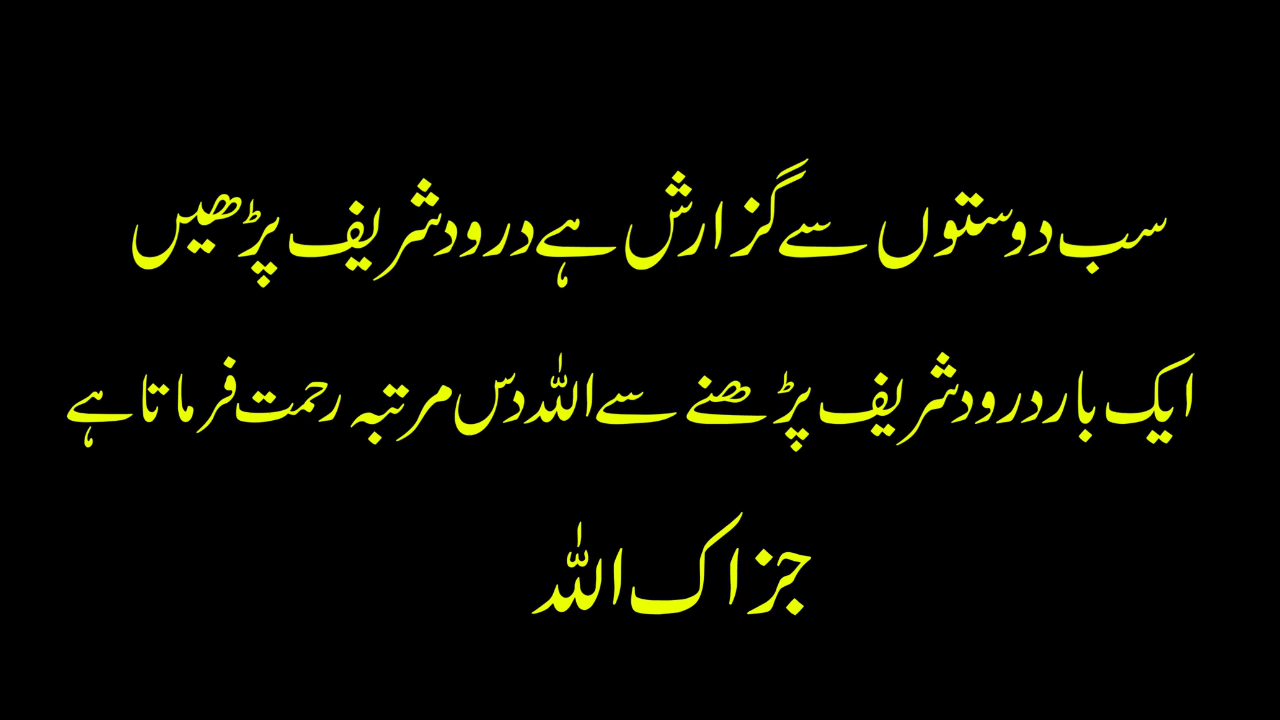 سب دوستوں سے گزارش ہے درود شریف پڑھیں
ایک بار درود شریف پڑھنے سے اللہ دس مرتبہ رحمت فرماتا ہے
جزاک اللہ